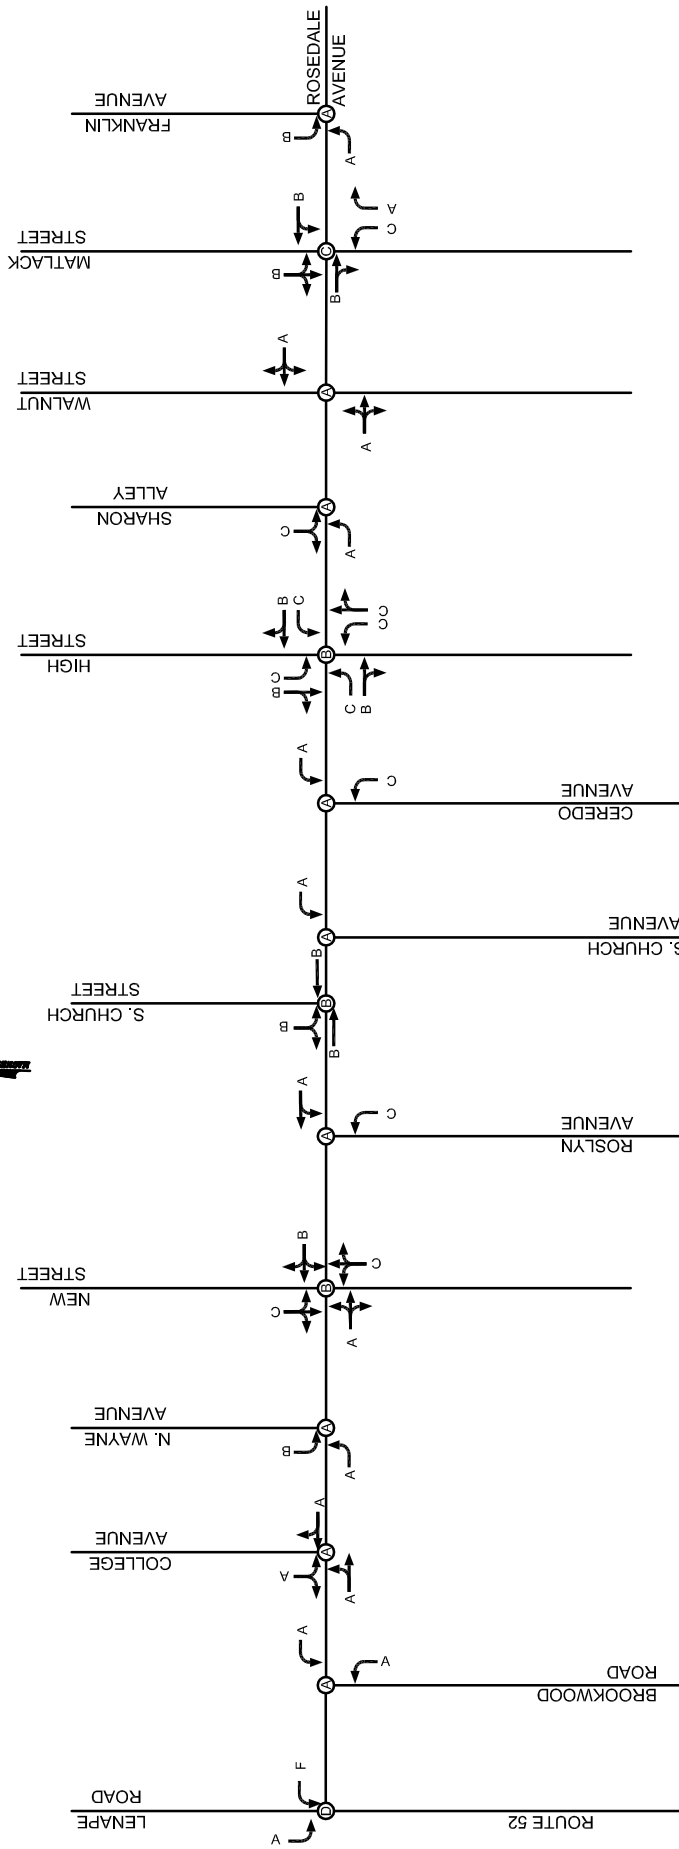 ROSEDALE
AVENUE
FRANKLIN
AVENUE
A
B
A
MATLACK
STREET
B
A
C
C
B
B
WALNUT
STREET
A
A
A
SHARON
ALLEY
A
C
A
HIGH
STREET
B
C
C
C
B
C
B
C
B
CEREDO
AVENUE
A
C
A
S. CHURCH
AVENUE
A
A
S. CHURCH
STREET
B
B
B
B
ROSLYN
AVENUE
A
C
A
NEW
STREET
B
C
B
C
A
N. WAYNE
AVENUE
A
B
A
COLLEGE
AVENUE
A
A
A
A
BROOKWOOD
ROAD
A
A
A
LENAPE
ROAD
F
D
A
ROUTE 52